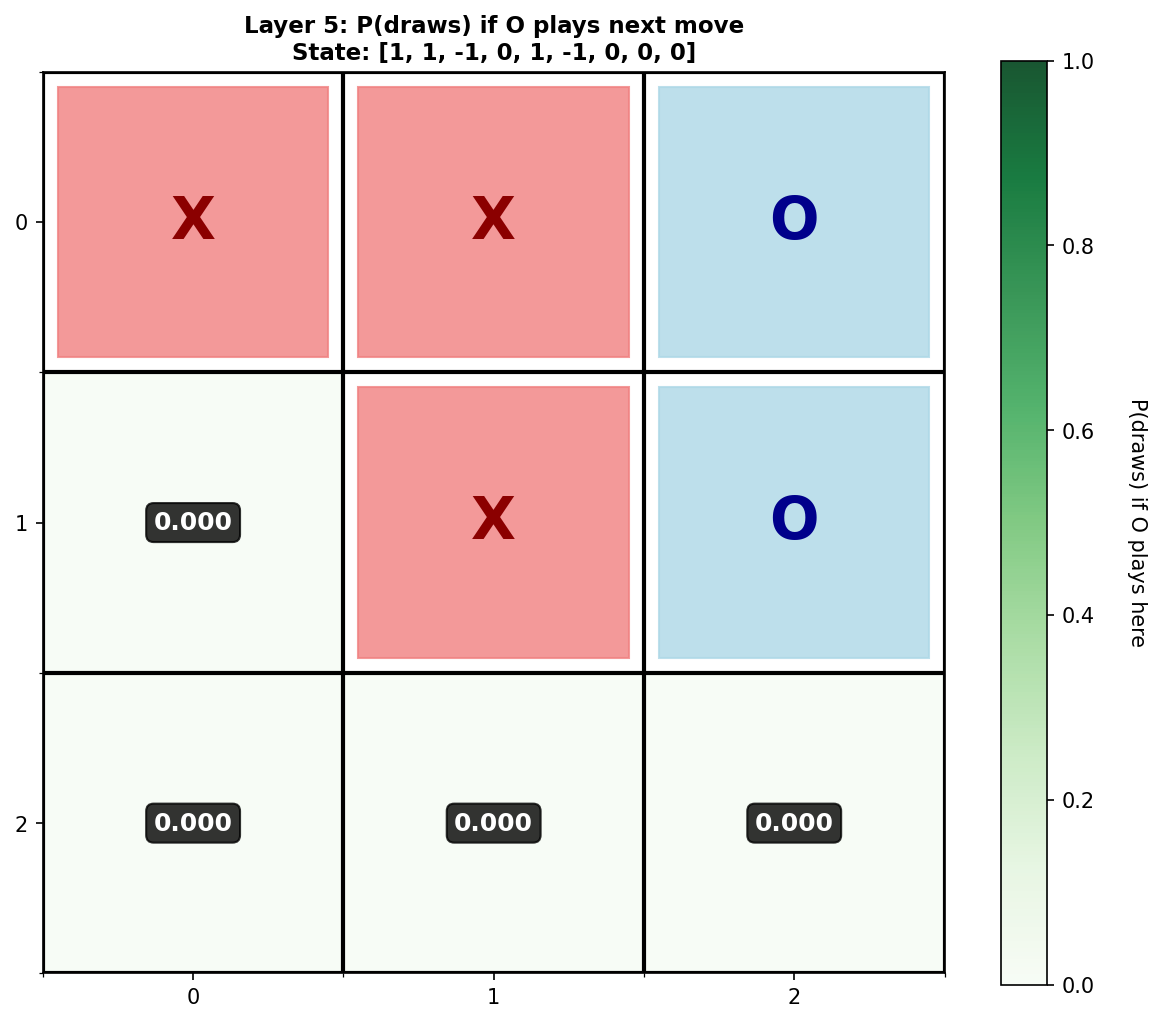 Layer 5: P(draws) if O plays next move
State: [1, 1, -1, 0, 1, -1, 0, 0, 0]
X X O
0
0.000 X O
1
0.000 0.000 0.000
2
0 1 2
1.0
0.8
0.6
0.4
0.2
0.0
P(draws) if O plays here